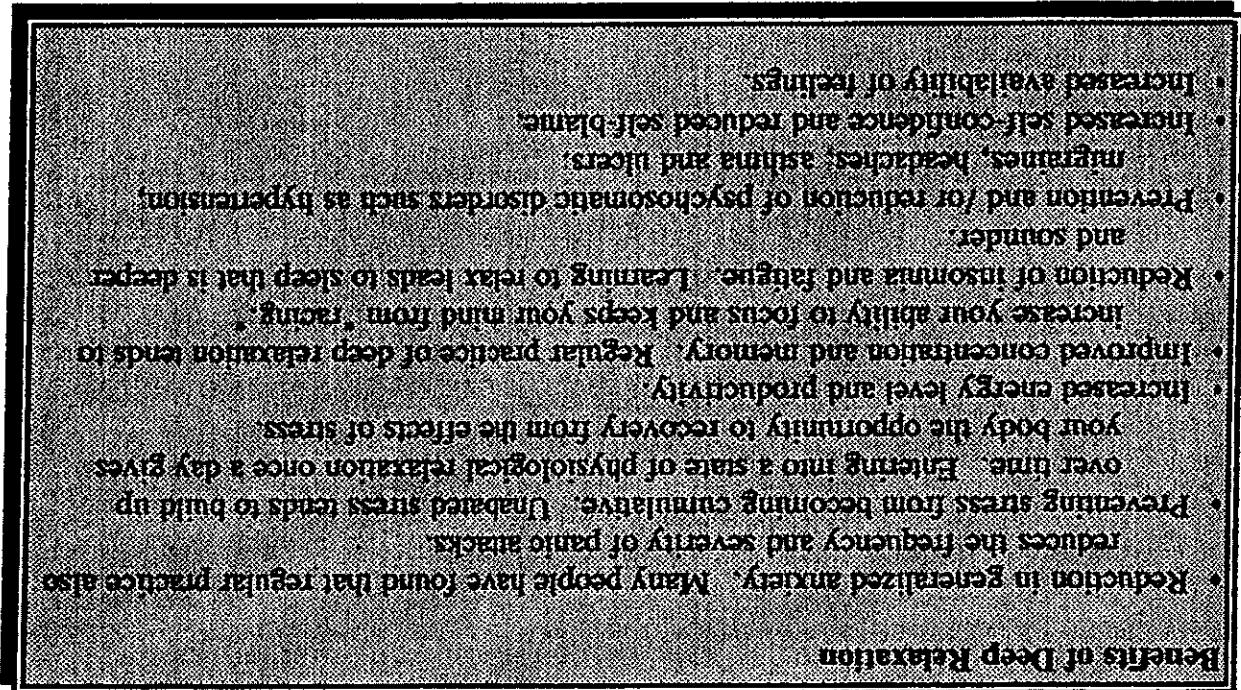 Benefits of Deep Relaxation
• Reduction in generalized anxiety. Many people have found that regular practice also
reduces the frequency and severity of panic attacks.
• Preventing stress from becoming cumulative. Unabated stress tends to build up
over time. Entering into a state of physiological relaxation once a day gives
your body the opportunity to recovery from the effects of stress.
• Increased energy level and productivity.
• Improved concentration and memory. Regular practice of deep relaxation tends to
increase your ability to focus and keeps your mind from "racing."
• Reduction of insomnia and fatigue. Learning to relax leads to sleep that is deeper
and sounder.
• Prevention and /or reduction of psychosomatic disorders such as hypertension,
migraines, headaches, asthma and ulcers.
• Increased self-confidence and reduced self-blame.
• Increased availability of feelings.